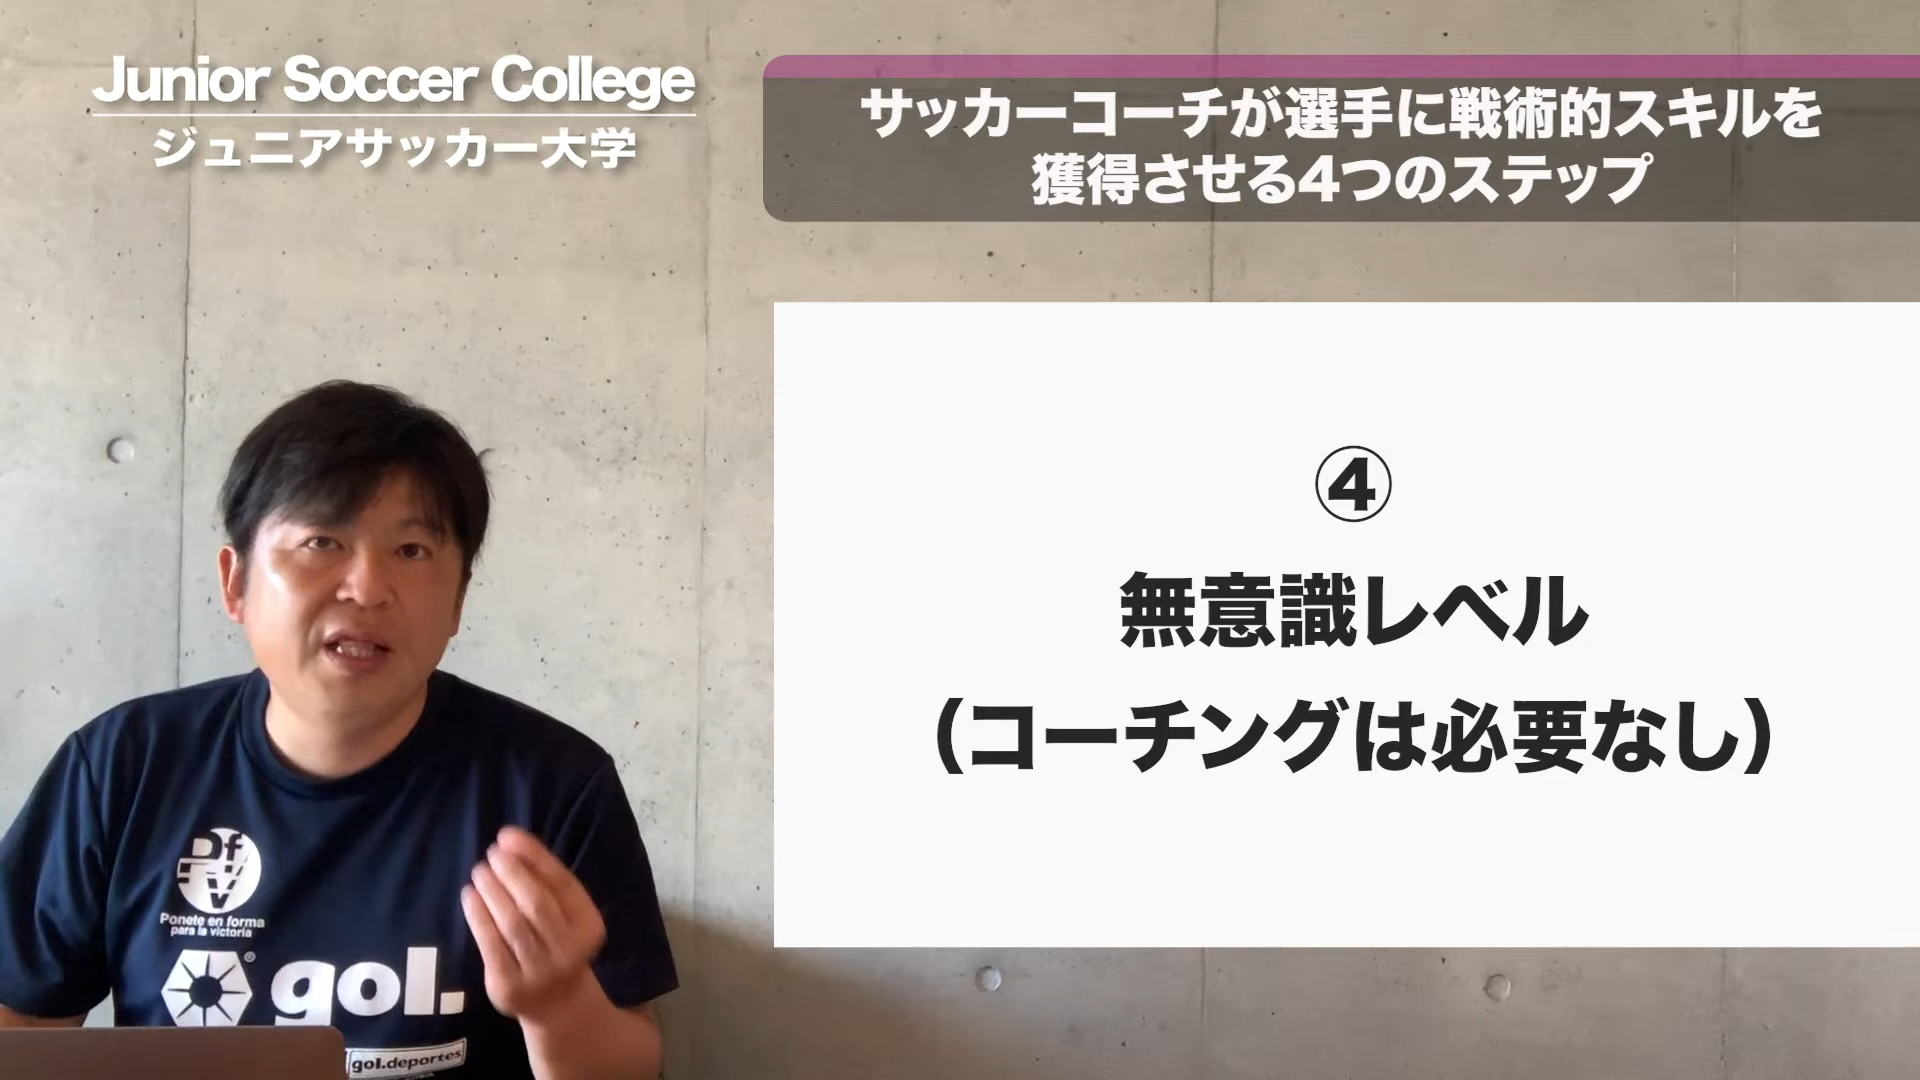 Junior Soccer College
ジュニアサッカー大学
サッカーコーチが選手に戦術的スキルを
獲得させる4つのステップ
④
無意識レベル
(コーチングは必要なし)
DfV
Ponete en forma
para la victoria
gol.
gol.deportes